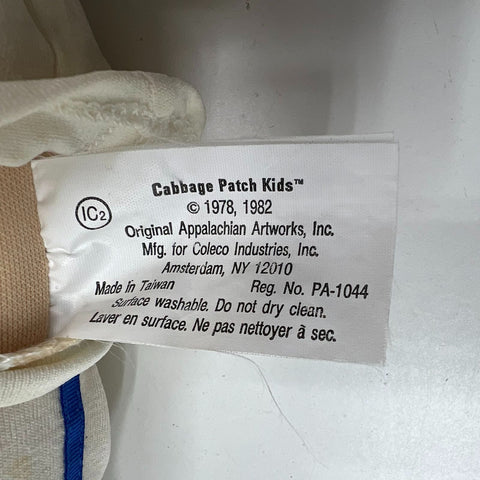 Cabbage Patch Kids™
IC2
© 1978, 1982
Original Appalachian Artworks, Inc.
Mfg. for Coleco Industries, Inc.
Amsterdam, NY 12010
Made in Taiwan Reg. No. PA-1044
Surface washable. Do not dry clean.
Laver en surface. Ne pas nettoyer à sec.